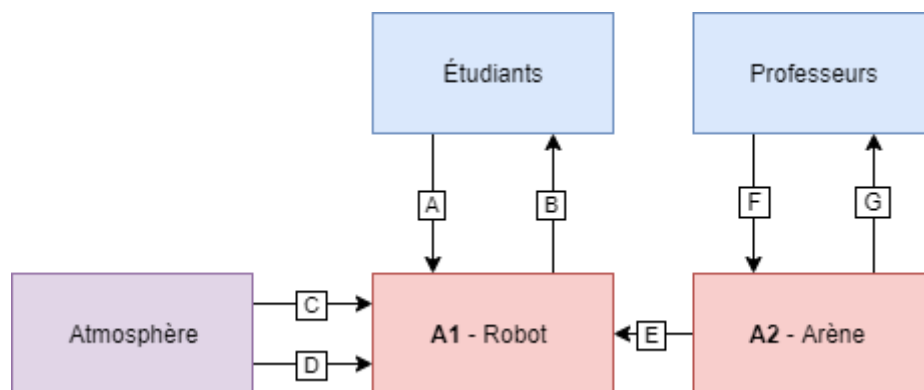 Étudiants
Professeurs
A
B
F
G
Atmosphère
C
D
A1 - Robot
E
A2 - Arène